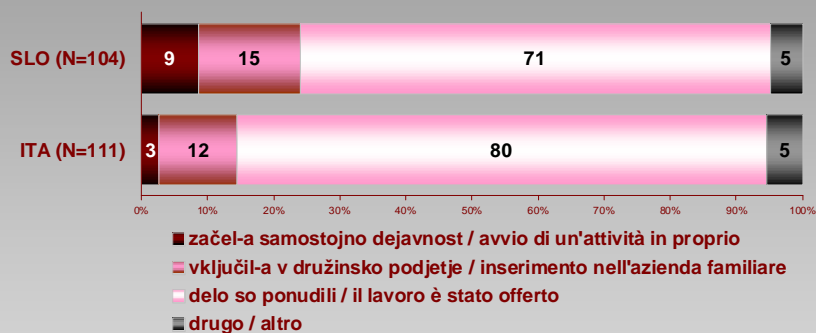 SLO (N=104)
9 15 71 5
ITA (N=111)
3 12 80 5
0% 10% 20% 30% 40% 50% 60% 70% 80% 90% 100%
začel-a samostojno dejavnost / avvio di un'attività in proprio
vključil-a v družinsko podjetje / inserimento nell'azienda familiare
delo so ponudili / il lavoro è stato offerto
drugo / altro